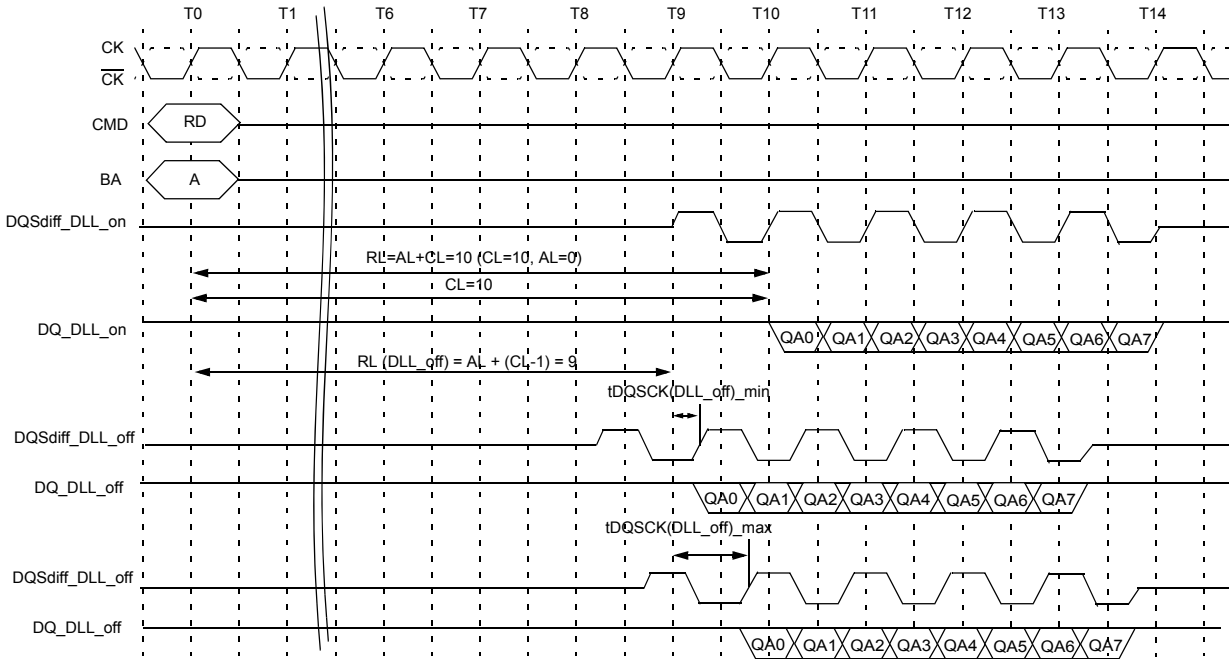 T0 T1 T6 T7 T8 T9 T10 T11 T12 T13 T14
CK
CK
CMD RD
BA A
DQSdiff_DLL_on
RL=AL+CL=10 (CL=10, AL=0)
CL=10
DQ_DLL_on QA0 QA1 QA2 QA3 QA4 QA5 QA6 QA7
RL (DLL_off) = AL + (CL-1) = 9
tDQSCK(DLL_off)_min
DQSdiff_DLL_off
DQ_DLL_off QA0 QA1 QA2 QA3 QA4 QA5 QA6 QA7
tDQSCK(DLL_off)_max
DQSdiff_DLL_off
DQ_DLL_off QA0 QA1 QA2 QA3 QA4 QA5 QA6 QA7